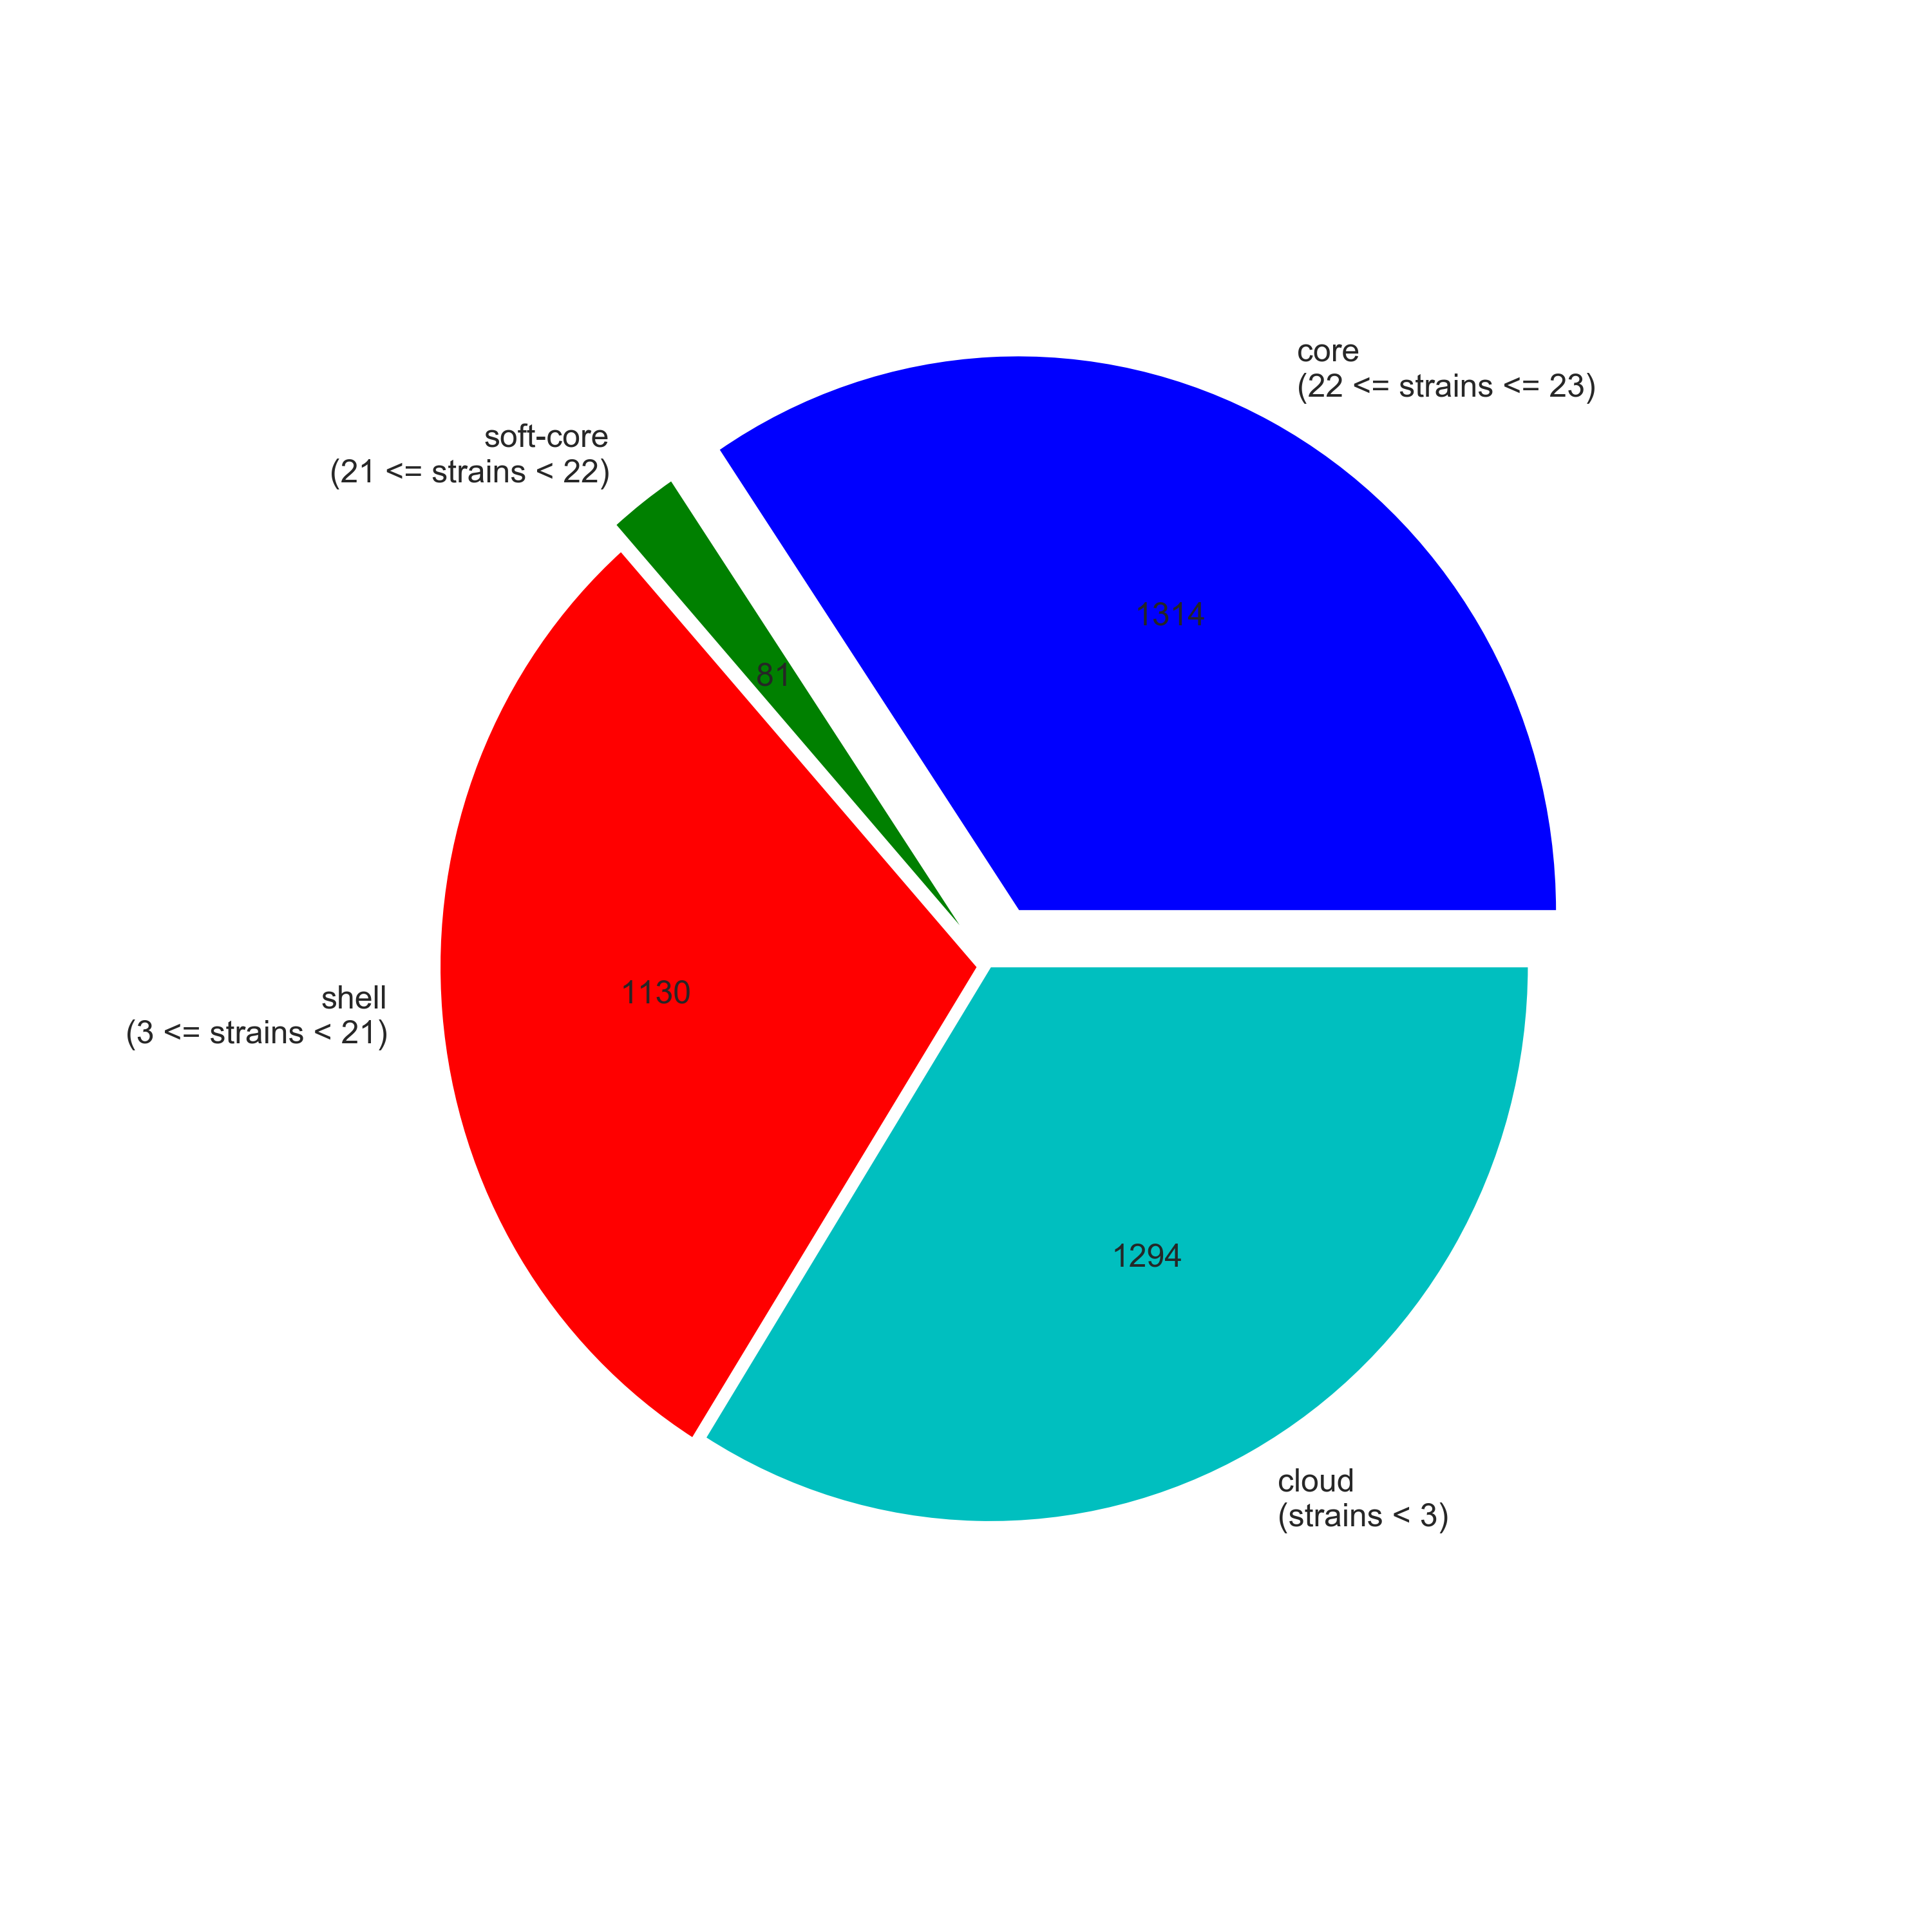 core
(22 <= strains <= 23)
soft-core
(21 <= strains < 22)
1314
81
shell
(3 <= strains < 21)
1130
1294
cloud
(strains < 3)